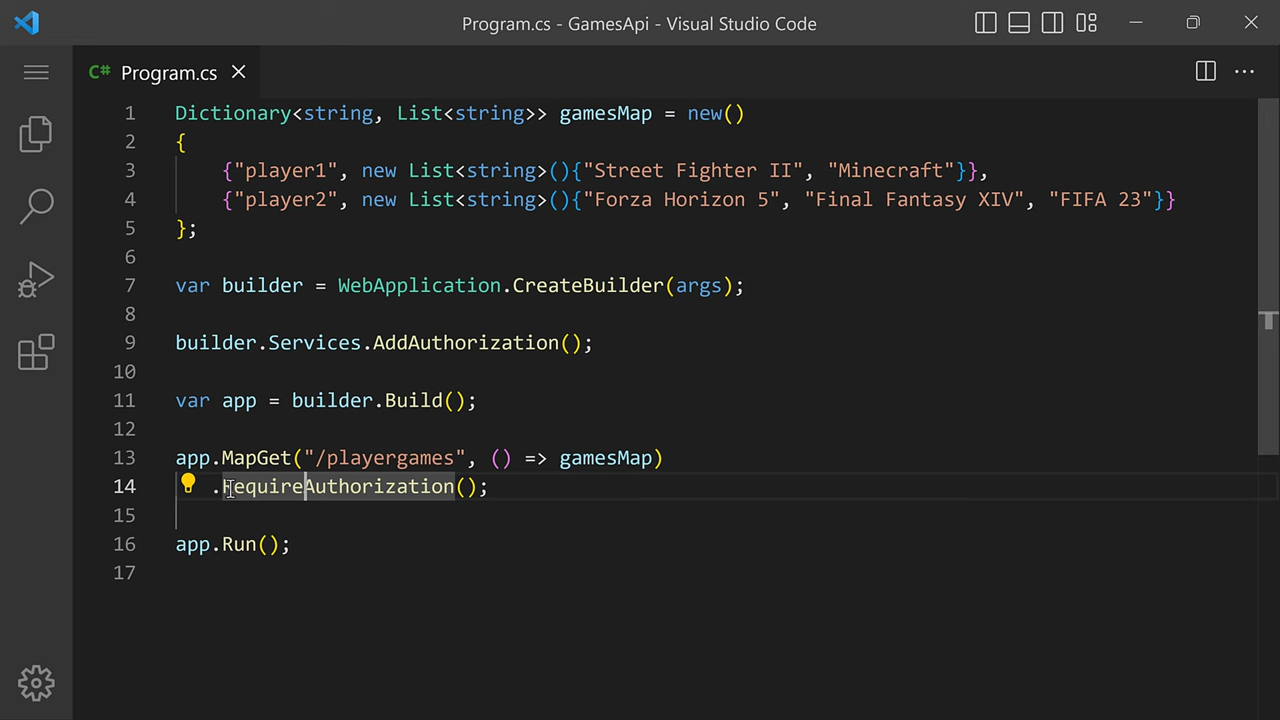 Program.cs - GamesApi - Visual Studio Code
C# Program.cs
1 Dictionary<string, List<string>> gamesMap = new()
2 {
3 {"player1", new List<string>(){"Street Fighter II", "Minecraft"}},
4 {"player2", new List<string>(){"Forza Horizon 5", "Final Fantasy XIV", "FIFA 23"}}
5 };
6
7 var builder = WebApplication.CreateBuilder(args);
8
9 builder.Services.AddAuthorization();
10
11 var app = builder.Build();
12
13 app.MapGet("/playergames", () => gamesMap)
14 .RequireAuthorization();
15
16 app.Run();
17